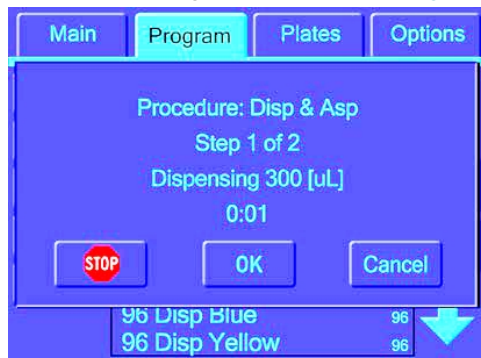 Main Program Plates Options
Procedure: Disp & Asp
Step 1 of 2
Dispensing 300 [uL]
0:01
STOP OK Cancel
96 Disp Blue 96
96 Disp Yellow 96